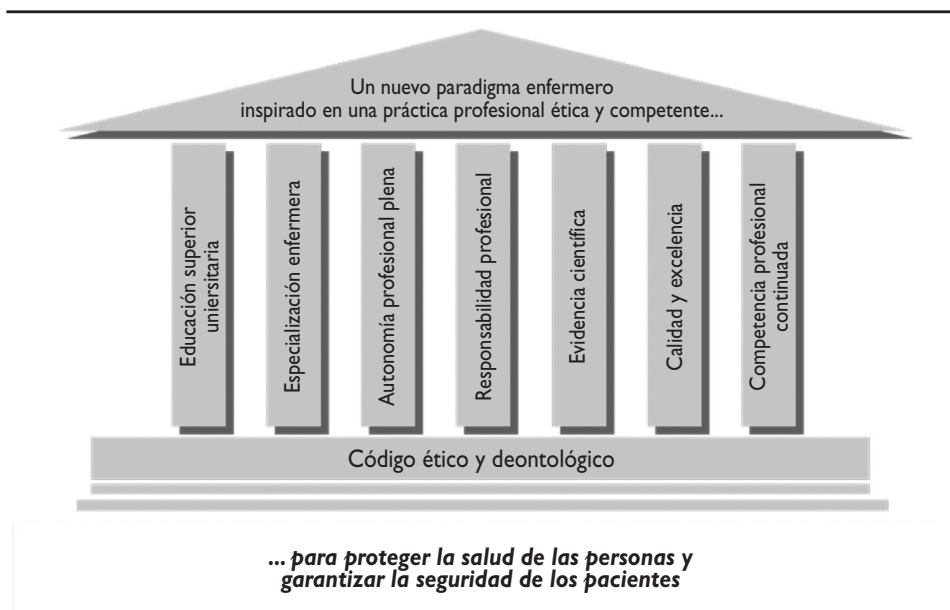 Un nuevo paradigma enfermero
inspirado en una práctica profesional ética y competente...
Educación superior
uniersitaria
Especialización enfermera
Autonomía profesional plena
Responsabilidad profesional
Evidencia científica
Calidad y excelencia
Competencia profesional
continuada
Código ético y deontológico
... para proteger la salud de las personas y
garantizar la seguridad de los pacientes